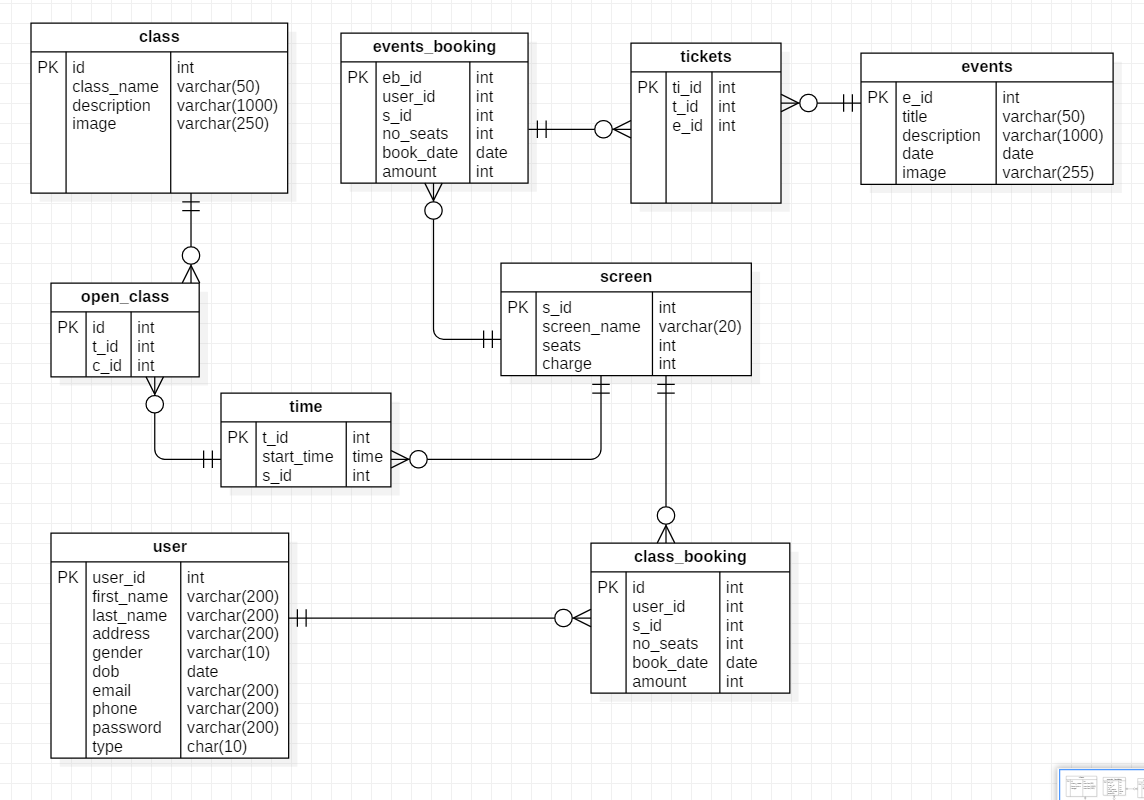 class
PK id int
class_name varchar(50)
description varchar(1000)
image varchar(250)
events_booking
PK eb_id int
user_id int
s_id int
no_seats int
book_date date
amount int
tickets
PK ti_id int
t_id int
e_id int
events
PK e_id int
title varchar(50)
description varchar(1000)
date date
image varchar(255)
open_class
PK id int
t_id int
c_id int
screen
PK s_id int
screen_name varchar(20)
seats int
charge int
time
PK t_id int
start_time time
s_id int
user
PK user_id int
first_name varchar(200)
last_name varchar(200)
address varchar(200)
gender varchar(10)
dob date
email varchar(200)
phone varchar(200)
password varchar(200)
type char(10)
class_booking
PK id int
user_id int
s_id int
no_seats int
book_date date
amount int